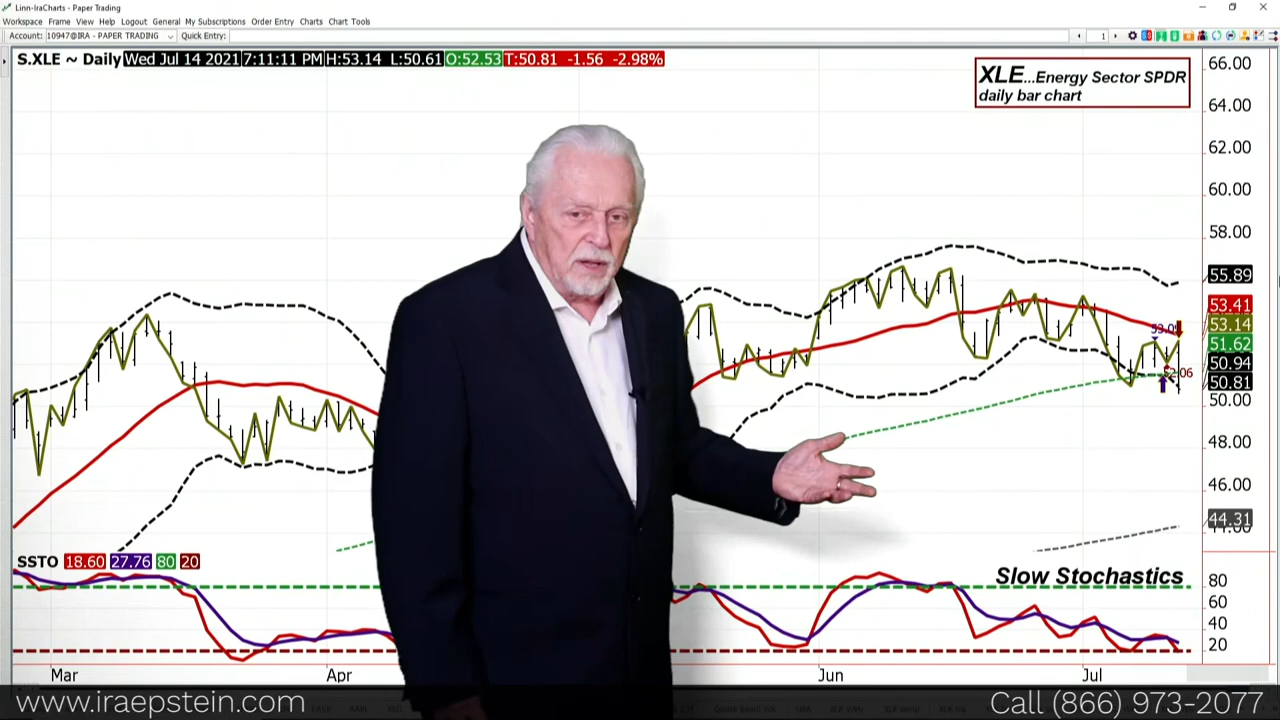 Linn-IraCharts - Paper Trading
Workspace Frame View Help Logout General My Subscriptions Order Entry Charts Chart Tools
Account: 10947@IRA - PAPER TRADING Quick Entry: 1
S.XLE ~ Daily Wed Jul 14 2021 7:11:11 PM H:53.14 L:50.61 O:52.53 T:50.81 -1.56 -2.98%
XLE...Energy Sector SPDR
daily bar chart
66.00
64.00
62.00
60.00
58.00
55.89
53.41
53.14
51.62
50.94
50.81
50.00
48.00
46.00
44.31
SSTO 18.60 27.76 80 20
Slow Stochastics
80
60
40
20
Mar Apr Jun Jul
www.iraepstein.com Call (866) 973-2077